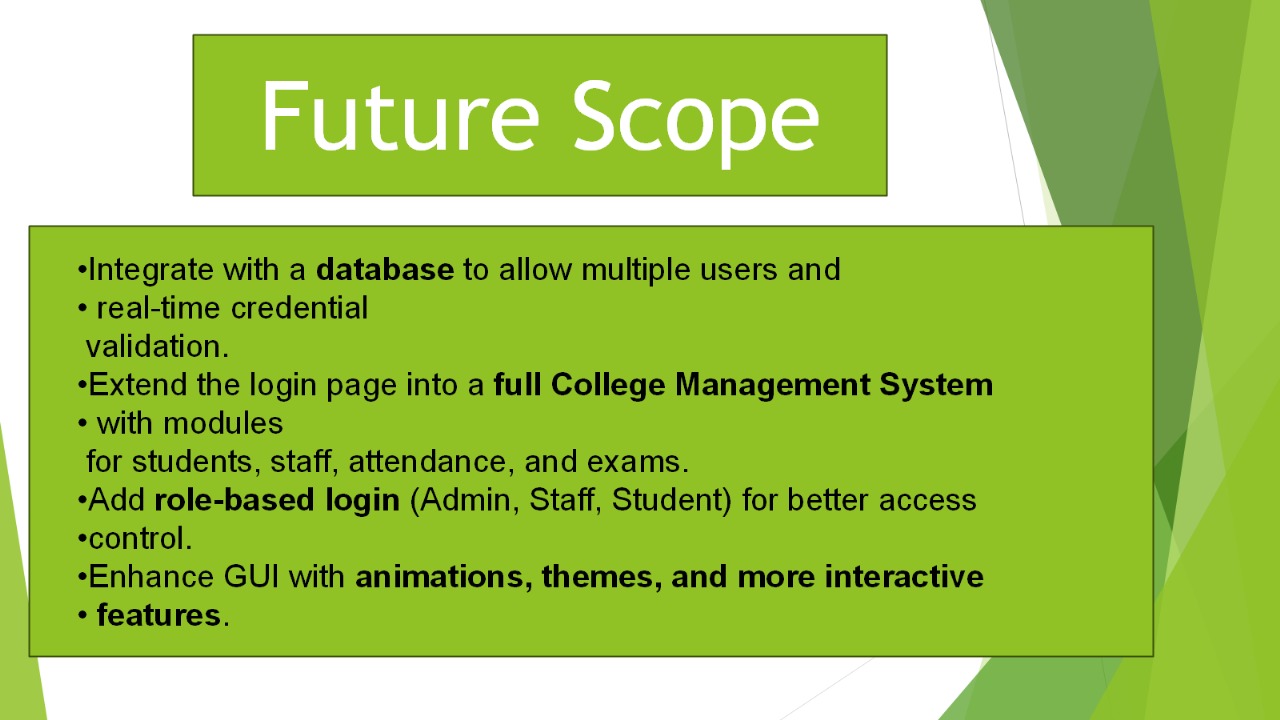 Future Scope
•Integrate with a database to allow multiple users and
• real-time credential
validation.
•Extend the login page into a full College Management System
• with modules
for students, staff, attendance, and exams.
•Add role-based login (Admin, Staff, Student) for better access
•control.
•Enhance GUI with animations, themes, and more interactive
• features.